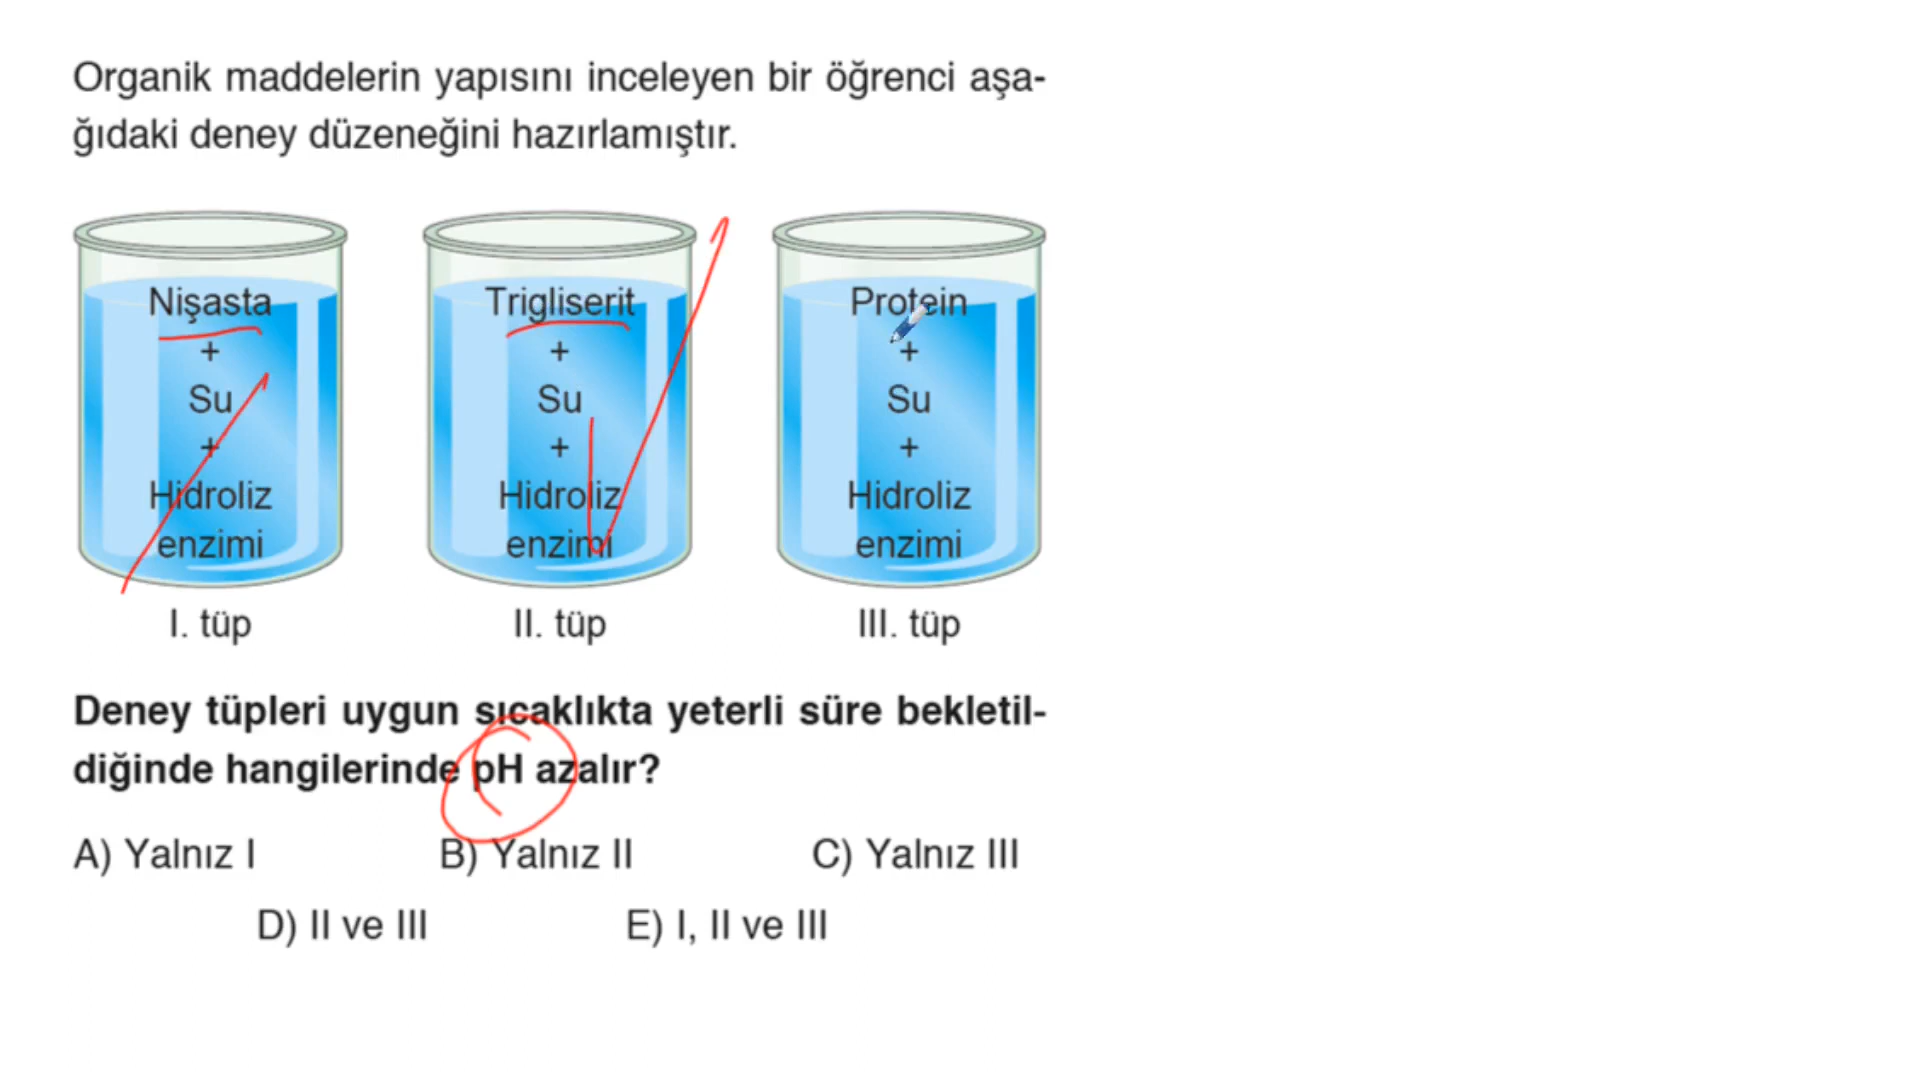 Organik maddelerin yapısını inceleyen bir öğrenci aşa-
ğıdaki deney düzeneğini hazırlamıştır.
Nişasta
+
Su
+
Hidroliz
enzimi
I. tüp
Trigliserit
+
Su
+
Hidroliz
enzimi
II. tüp
Protein
+
Su
+
Hidroliz
enzimi
III. tüp
Deney tüpleri uygun sıcaklıkta yeterli süre bekletil-
diğinde hangilerinde pH azalır?
A) Yalnız I
B) Yalnız II
C) Yalnız III
D) II ve III
E) I, II ve III